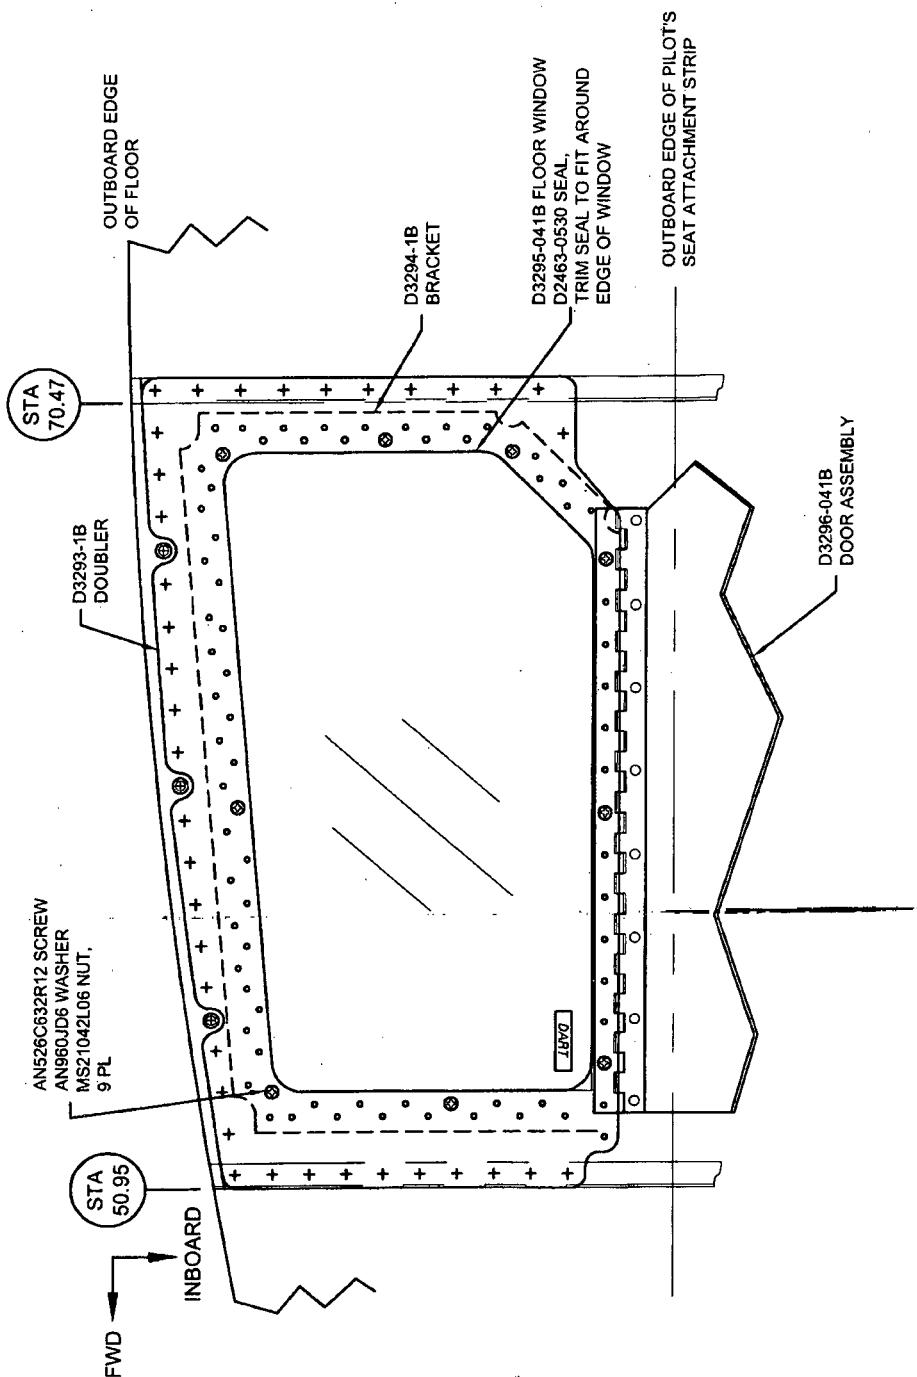 OUTBOARD EDGE
OF FLOOR
STA
70.47
D3294-1B
BRACKET
D3295-041B FLOOR WINDOW
D2463-0530 SEAL,
TRIM SEAL TO FIT AROUND
EDGE OF WINDOW
OUTBOARD EDGE OF PILOT'S
SEAT ATTACHMENT STRIP
D3293-1B
DOUBLER
D3296-041B
DOOR ASSEMBLY
AN526C632R12 SCREW
AN960JD6 WASHER
MS21042L06 NUT,
9 PL
DART
STA
50.95
INBOARD
FWD